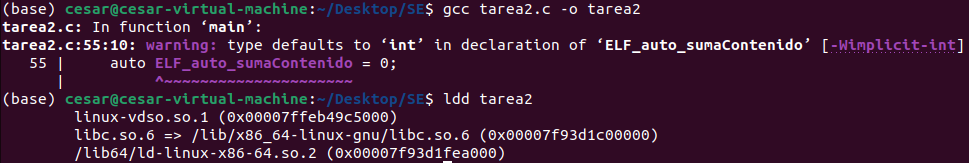 (base) cesar@cesar-virtual-machine:~/Desktop/SE$ gcc tarea2.c -o tarea2
tarea2.c: In function ‘main’:
tarea2.c:55:10: warning: type defaults to ‘int’ in declaration of ‘ELF_auto_sumaContenido’ [-Wimplicit-int]
   55 |     auto ELF_auto_sumaContenido = 0;
      |          ^~~~~~~~~~~~~~~~~~~~~~
(base) cesar@cesar-virtual-machine:~/Desktop/SE$ ldd tarea2
        linux-vdso.so.1 (0x00007ffeb49c5000)
        libc.so.6 => /lib/x86_64-linux-gnu/libc.so.6 (0x00007f93d1c00000)
        /lib64/ld-linux-x86-64.so.2 (0x00007f93d1fea000)